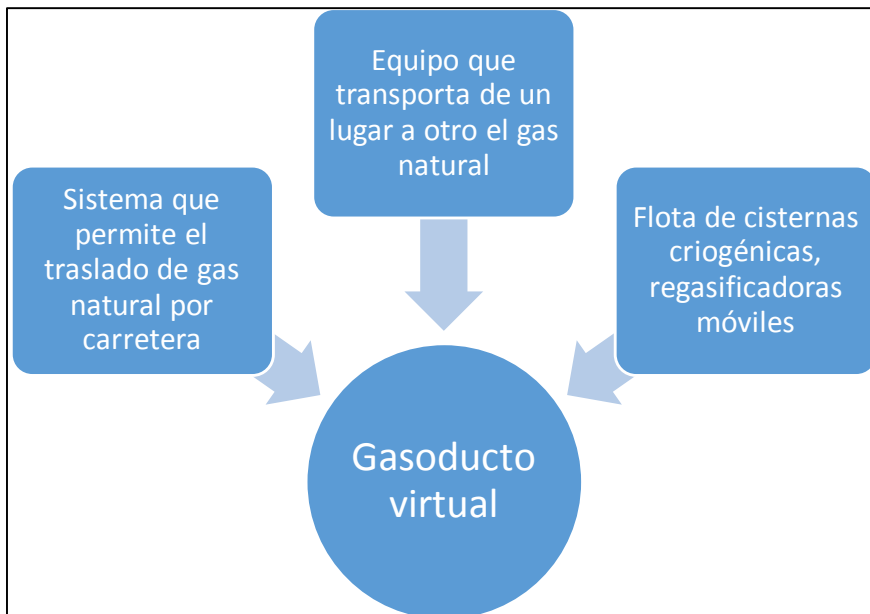 Equipo que
transporta de un
lugar a otro el gas
natural
Sistema que
permite el
traslado de gas
natural por
carretera
Flota de cisternas
criogénicas,
regasificadoras
móviles
Gasoducto
virtual